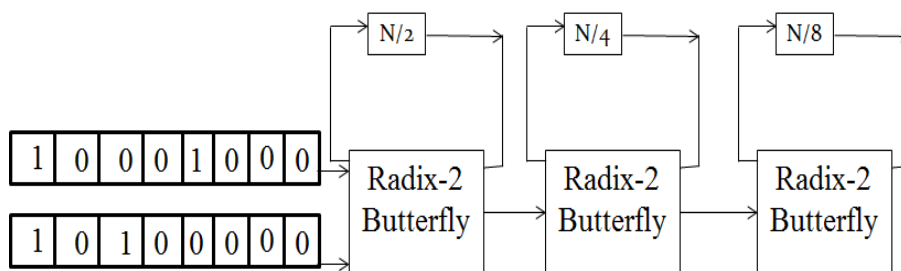 N/2 N/4 N/8
1 0 0 0 1 0 0 0
Radix-2 Radix-2 Radix-2
Butterfly Butterfly Butterfly
1 0 1 0 0 0 0 0